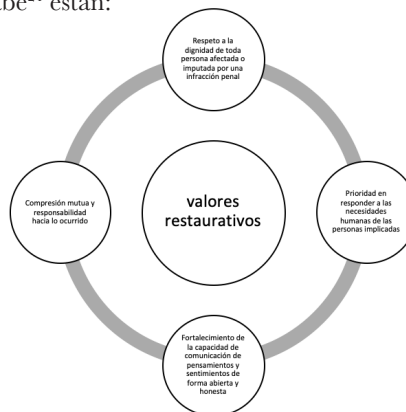 están:
Respeto a la
dignidad de toda
persona afectada o
imputada por una
infracción penal
Compresión mutua y
responsabilidad
hacia lo ocurrido
valores
restaurativos
Prioridad en
responder a las
necesidades
humanas de las
personas implicadas
Fortalecimiento de
la capacidad de
comunicación de
pensamientos y
sentimientos de
forma abierta y
honesta